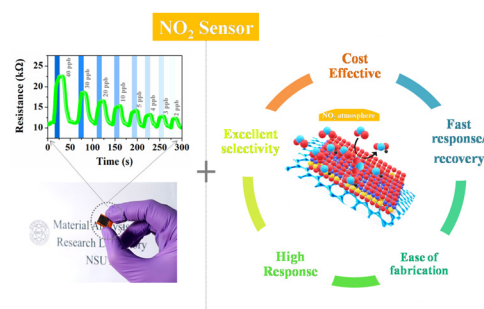 NO₂ Sensor
Resistance (kΩ)
25
20
15
10
40 ppb
30 ppb
20 ppb
10 ppb
5 ppb
4 ppb
3 ppb
2 ppb
0 50 100 150 200 250 300
Time (s)
Material Analysis
Research Laboratory
NSU
+
Cost
Effective
Fast
response/
recovery
Ease of
fabrication
High
Response
Excellent
selectivity
atmosphere